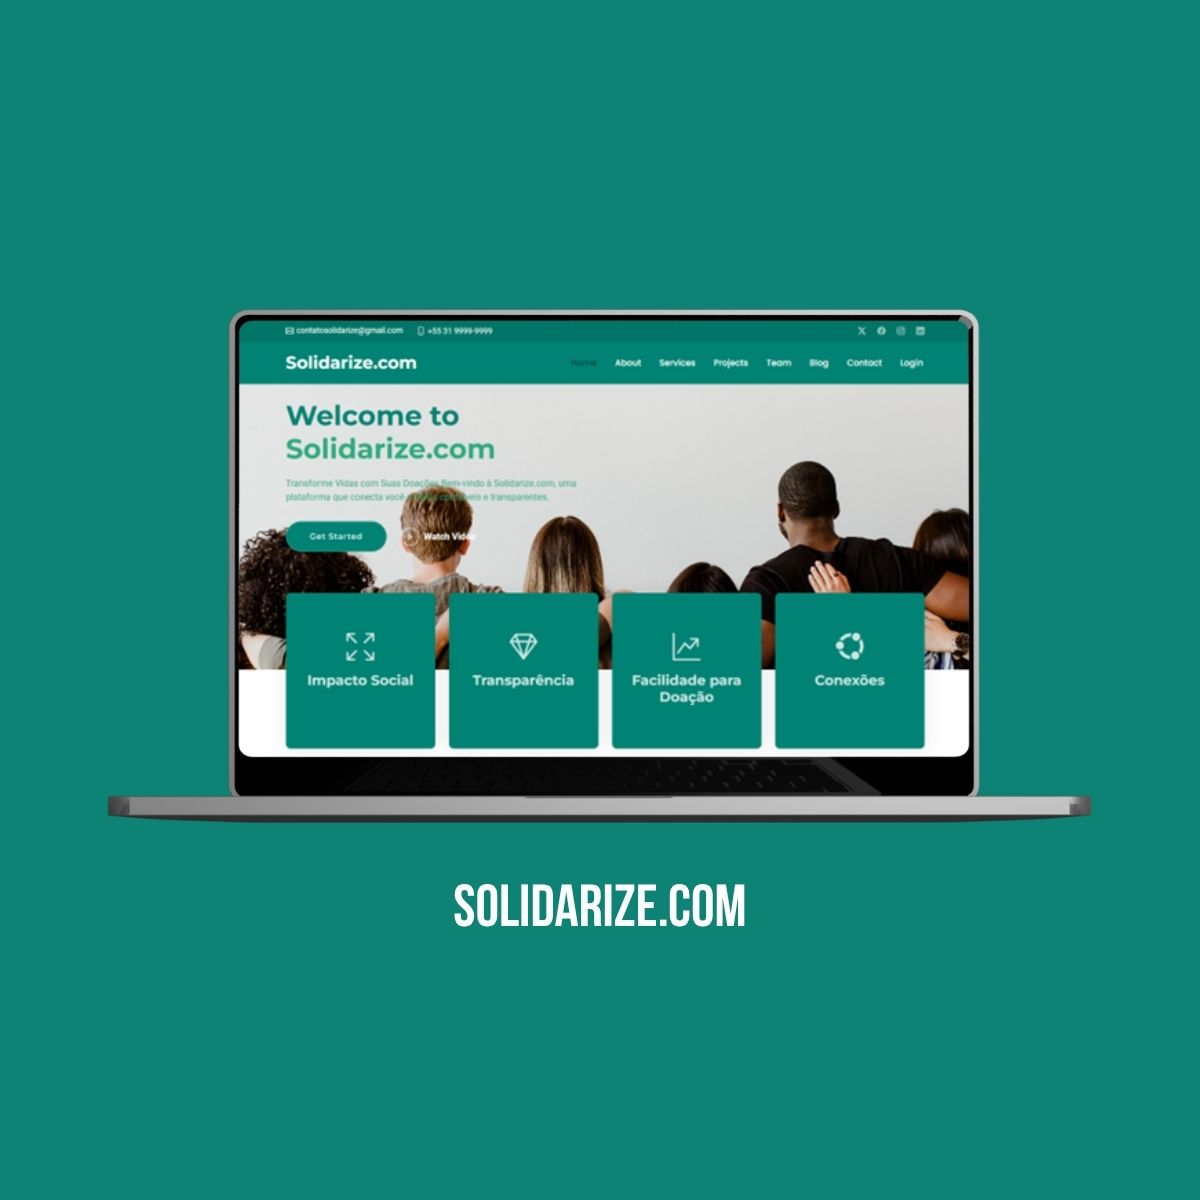 contatosolidarize@gmail.com +55 31 9999-9999
Solidarize.com Home About Services Projects Team Blog Contact Login
Welcome to
Solidarize.com
Transforme Vidas com Suas Doações Bem-vindo à Solidarize.com, uma
plataforma que conecta você e transparentes.
Get Started Watch Video
Impacto Social Transparência Facilidade para Doação Conexões
SOLIDARIZE.COM